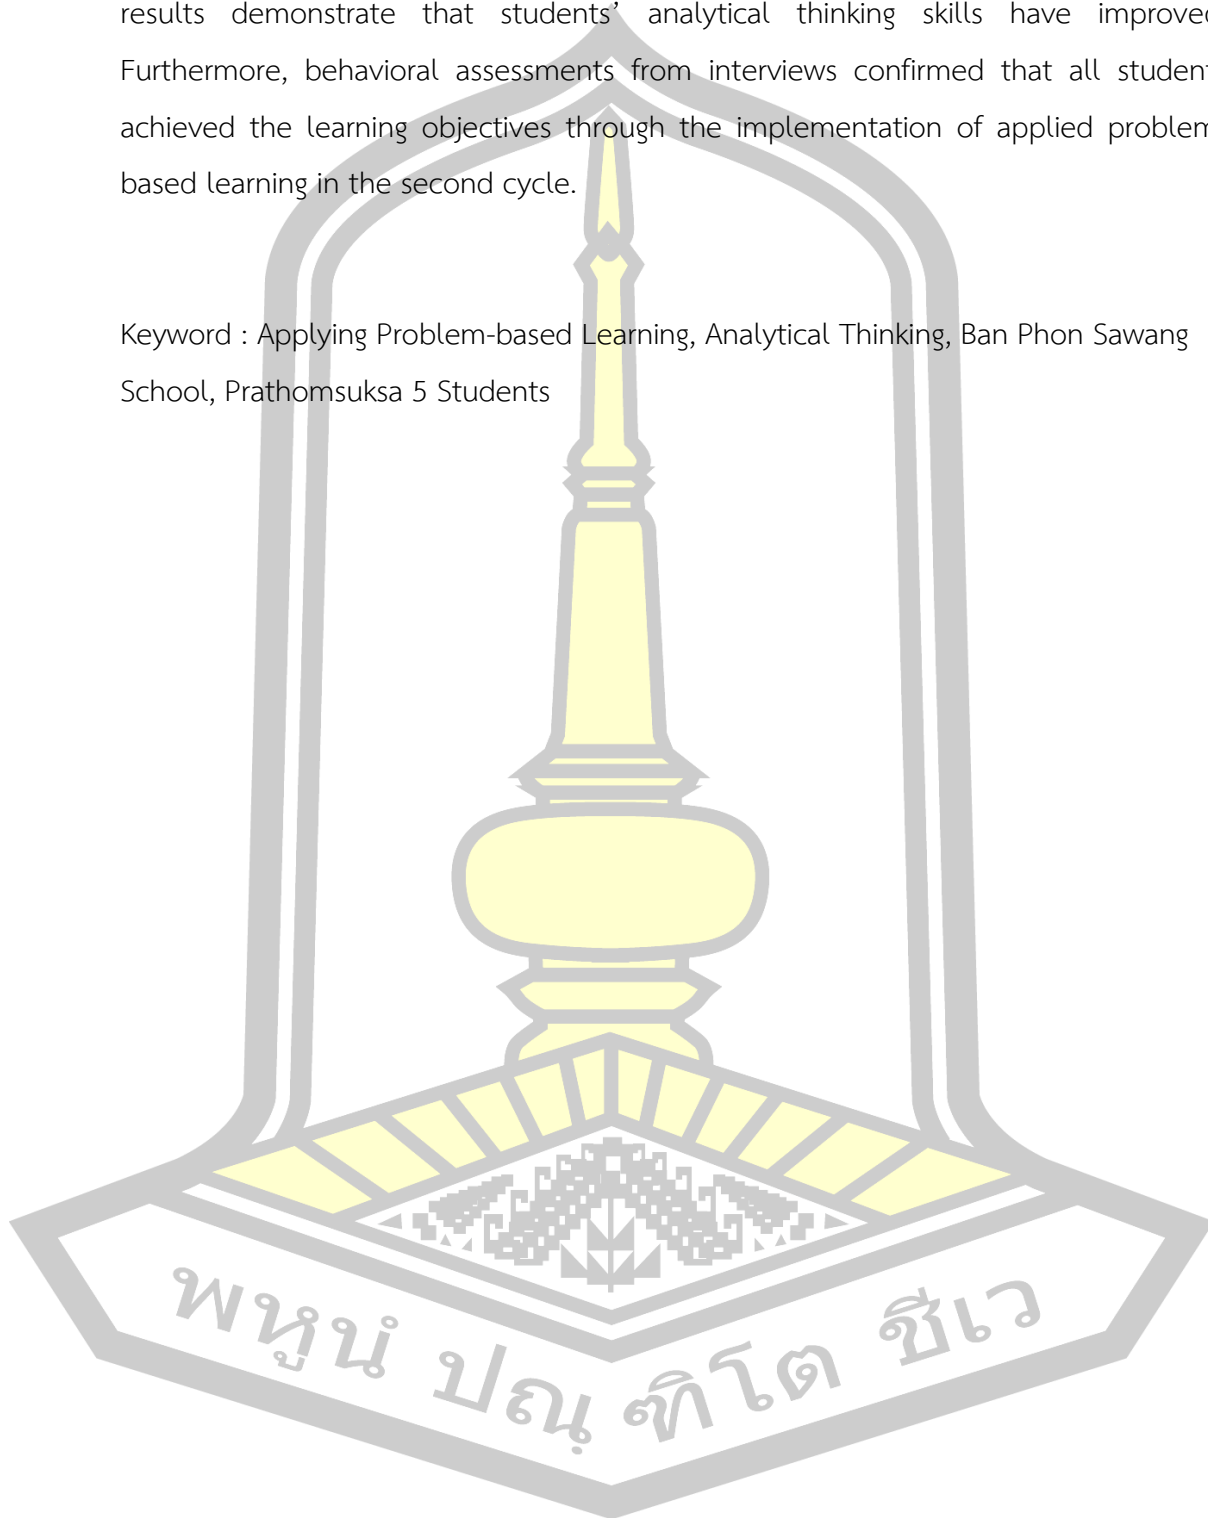 results demonstrate that students' analytical thinking skills have improved
Furthermore, behavioral assessments from interviews confirmed that all student
achieved the learning objectives through the implementation of applied problem
based learning in the second cycle.
Keyword : Applying Problem-based Learning, Analytical Thinking, Ban Phon Sawang
School, Prathomsuksa 5 Students
พหูนํ ปณฺฑิโต ชีเว